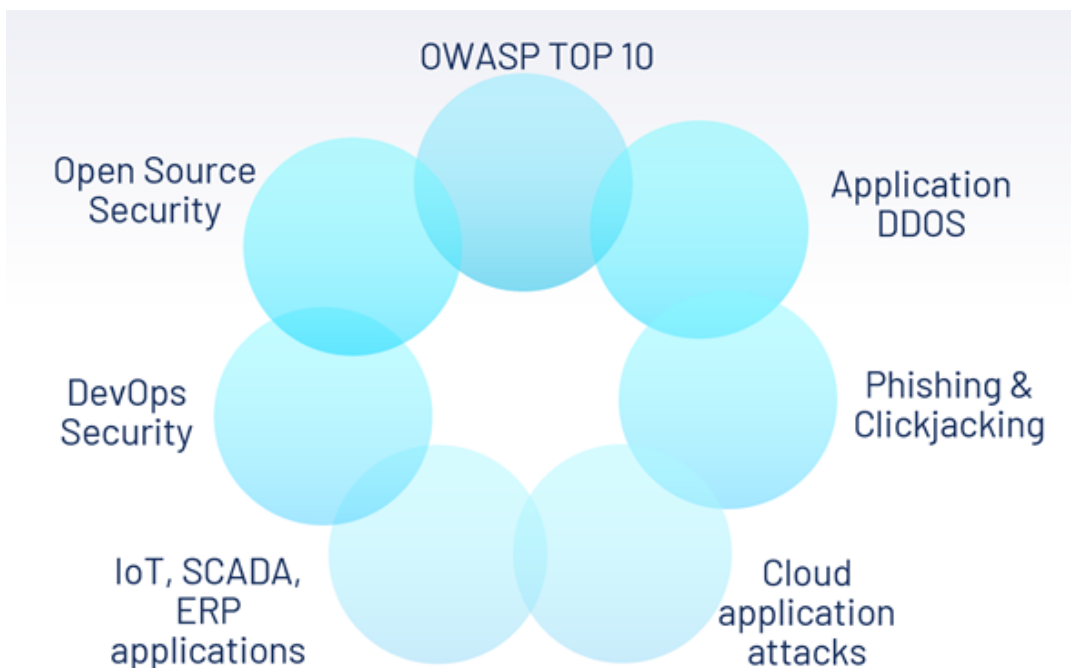 OWASP TOP 10
Open Source
Security
Application
DDOS
DevOps
Security
Phishing &
Clickjacking
IoT, SCADA,
ERP
applications
Cloud
application
attacks